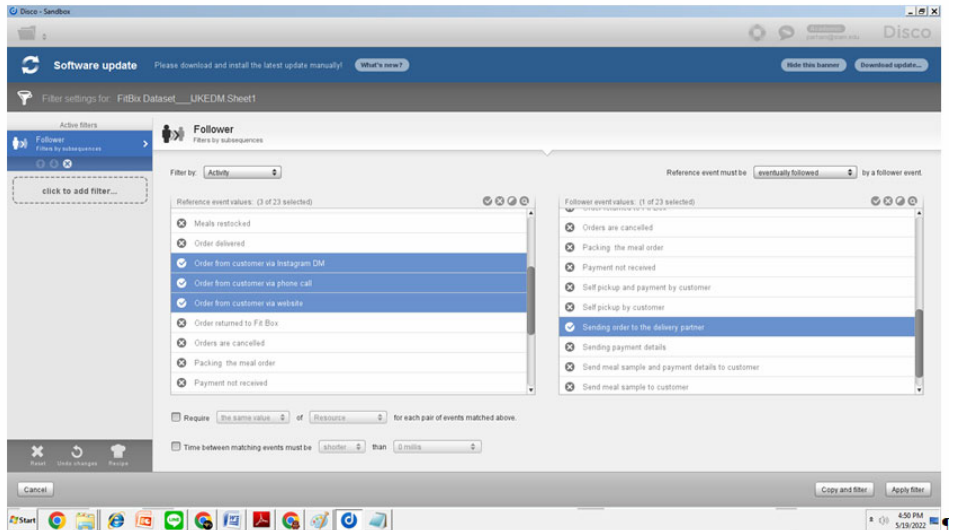 Disco - Sandbox
Disco
Software update Please download and install the latest update manually! What's new? Hide this banner Download update...
Filter settings for: FitBix Dataset___UKEDM.Sheet1
Active filters
Follower
Filters by subsequences
click to add filter...
Follower
Filters by subsequences
Filter by: Activity
Reference event must be eventually followed by a follower event.
Reference event values: (3 of 23 selected)
Meals restocked
Order delivered
Order from customer via Instagram DM
Order from customer via phone call
Order from customer via website
Order returned to Fit Box
Orders are cancelled
Packing the meal order
Payment not received
Follower event values: (1 of 23 selected)
Orders are cancelled
Packing the meal order
Payment not received
Self pickup and payment by customer
Self pickup by customer
Sending order to the delivery partner
Sending payment details
Send meal sample and payment details to customer
Send meal sample to customer
Require the same value of Resource for each pair of events matched above.
Time between matching events must be shorter than 0 millis
Reset Undo changes Recipe
Cancel Copy and filter Apply filter
Start
4:50 PM
5/19/2022